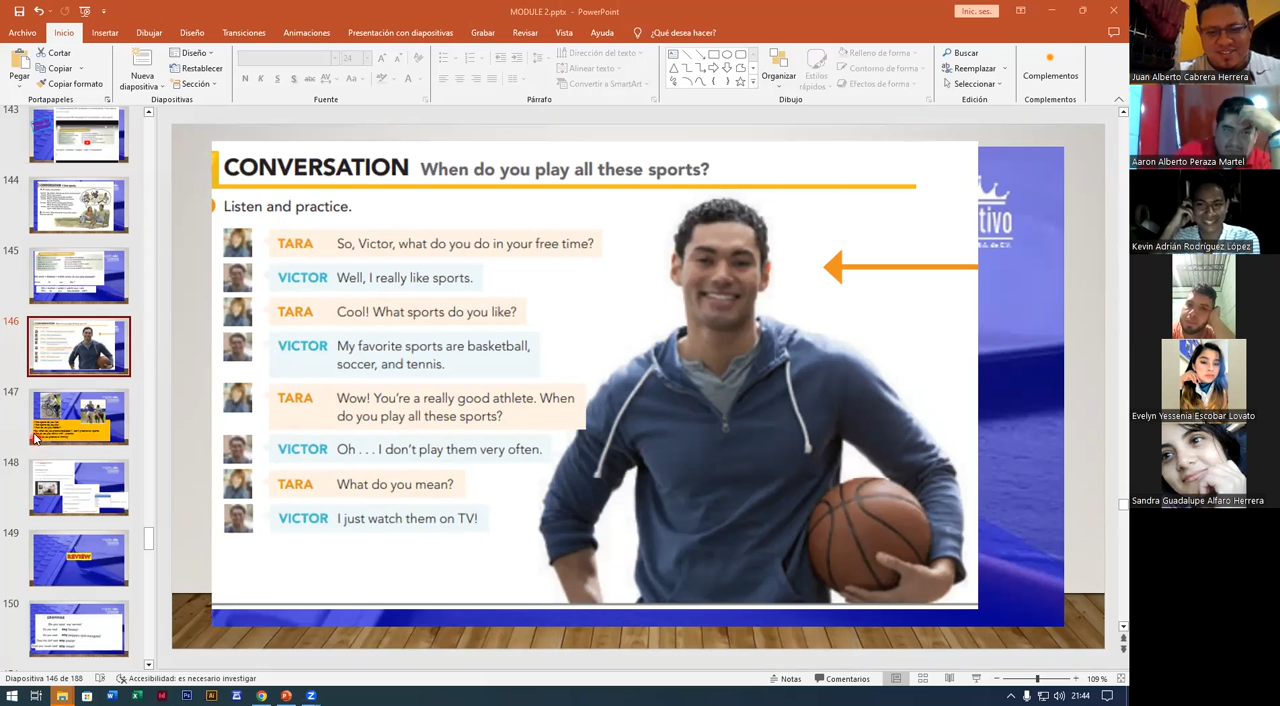 MODULE 2.pptx – PowerPoint
Inic. ses.
Archivo Inicio Insertar Dibujar Diseño Transiciones Animaciones Presentación con diapositivas Grabar Revisar Vista Ayuda ¿Qué desea hacer?
Pegar
Cortar
Copiar
Copiar formato
Portapapeles
Nueva diapositiva
Diseño
Restablecer
Sección
Diapositivas
Fuente
Dirección del texto
Alinear texto
Convertir a SmartArt
Párrafo
Organizar
Estilos rápidos
Relleno de forma
Contorno de forma
Efectos de forma
Dibujo
Buscar
Reemplazar
Seleccionar
Edición
Complementos
Complementos
143
144
145
146
147
148
149
REVIEW
150
CONVERSATION When do you play all these sports?
Listen and practice.
TARA So, Victor, what do you do in your free time?
VICTOR Well, I really like sports.
TARA Cool! What sports do you like?
VICTOR My favorite sports are basketball,
soccer, and tennis.
TARA Wow! You're a really good athlete. When
do you play all these sports?
VICTOR Oh . . . I don't play them very often.
TARA What do you mean?
VICTOR I just watch them on TV!
Juan Alberto Cabrera Herrera
Aaron Alberto Peraza Martel
Kevin Adrián Rodríguez López
Evelyn Yessenia Escobar Lovato
Sandra Guadalupe Alfaro Herrera
Diapositiva 146 de 188
Accesibilidad: es necesario investigar
Notas
Comentarios
109 %
21:44